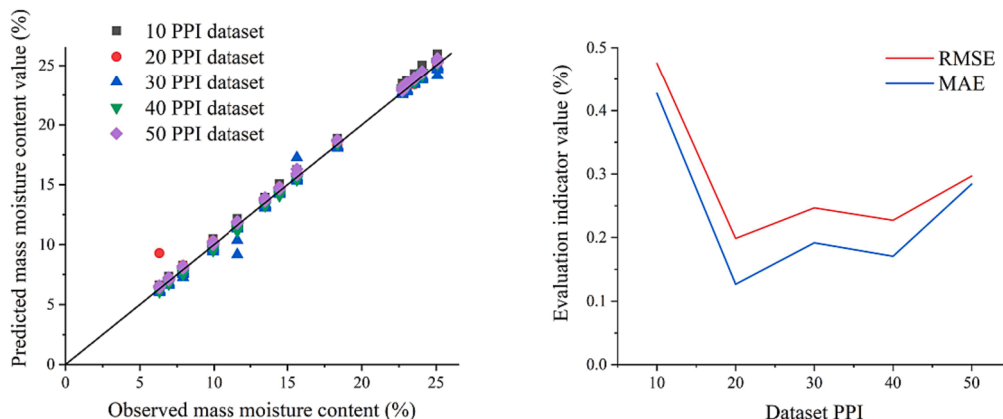 10 PPI dataset
20 PPI dataset
30 PPI dataset
40 PPI dataset
50 PPI dataset
Predicted mass moisture content value (%)
25
20
15
10
5
0
0 5 10 15 20 25
Observed mass moisture content (%)
RMSE
MAE
Evaluation indicator value (%)
0.5
0.4
0.3
0.2
0.1
0.0
10 20 30 40 50
Dataset PPI